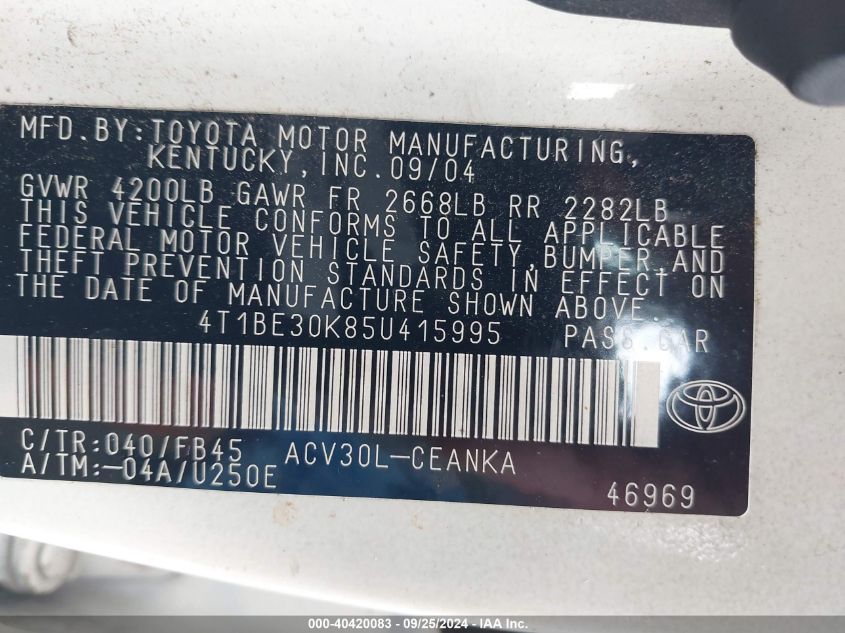 MFD.BY:TOYOTA MOTOR MANUFACTURING,
KENTUCKY,INC.09/04
GVWR 4200LB GAWR FR 2668LB RR 2282LB
THIS VEHICLE CONFORMS TO ALL APPLICABLE
FEDERAL MOTOR VEHICLE SAFETY,BUMPER,AND
THEFT PREVENTION STANDARDS IN EFFECT ON
THE DATE OF MANUFACTURE SHOWN ABOVE.
4T1BE30K85U415995 PASS.CAR
C/TR:040/FB45 ACV30L-CEANKA
A/TM:-04A/U250E
46969
000-40420083 - 09/25/2024 - IAA Inc.